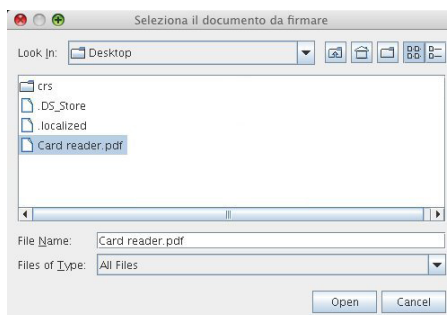 Seleziona il documento da firmare
Look In: Desktop
crs
.DS_Store
.localized
Card reader.pdf
File Name: Card reader.pdf
Files of Type: All Files
Open Cancel